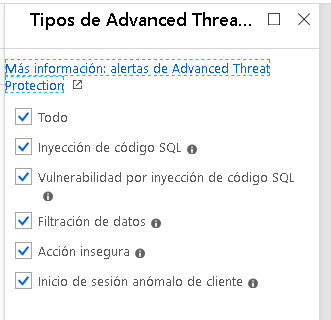 Tipos de Advanced Threa...
Más información: alertas de Advanced Threat
Protection
Todo
Inyección de código SQL
Vulnerabilidad por inyección de código SQL
Filtración de datos
Acción insegura
Inicio de sesión anómalo de cliente